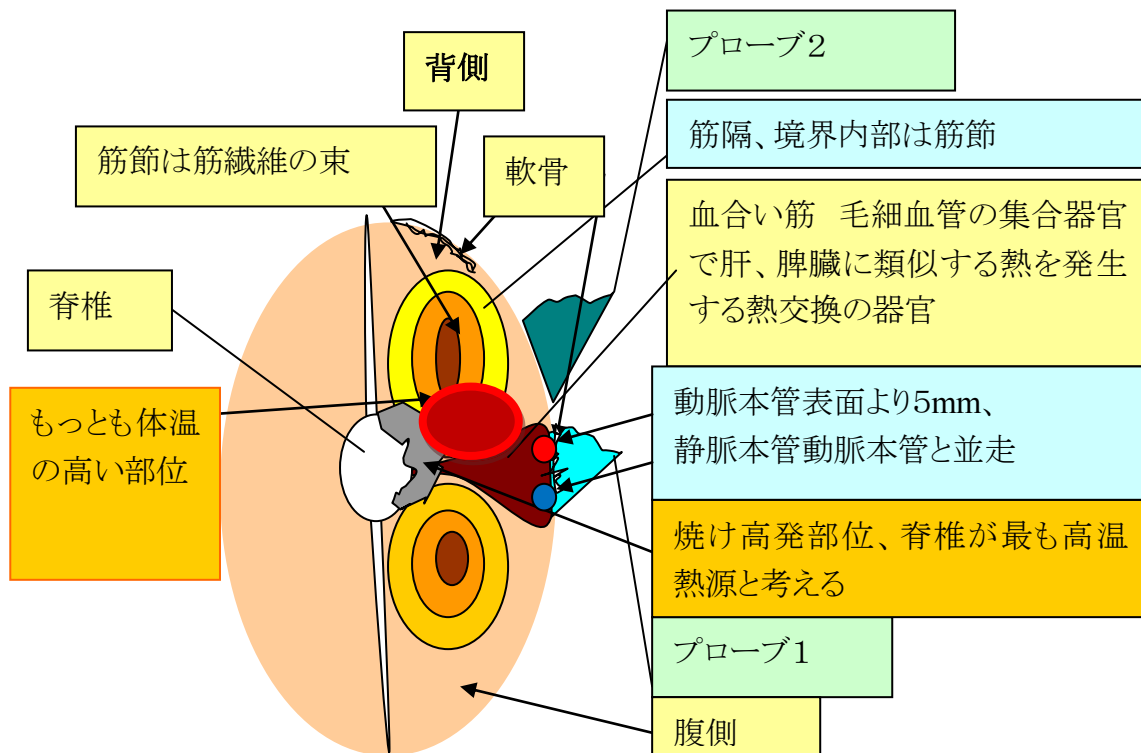 プローブ2
背側
筋隔、境界内部は筋節
筋節は筋繊維の束
軟骨
血合い筋　毛細血管の集合器官
で肝、脾臓に類似する熱を発生
する熱交換の器官
脊椎
もっとも体温
の高い部位
動脈本管表面より5mm、
静脈本管動脈本管と並走
焼け高発部位、脊椎が最も高温
熱源と考える
プローブ1
腹側